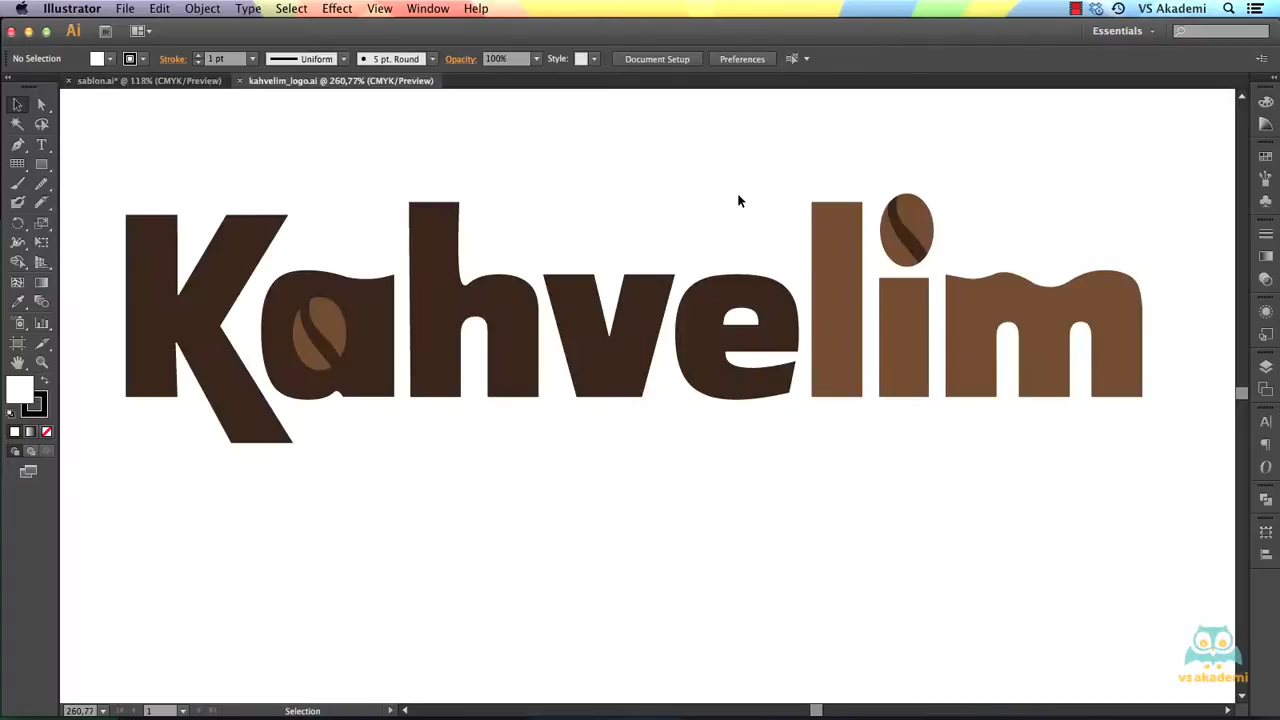 Illustrator File Edit Object Type Select Effect View Window Help VS Akademi
Ai Br Essentials
No Selection Stroke: 1 pt Uniform 5 pt. Round Opacity: 100% Style: Document Setup Preferences
× sablon.ai* @ 118% (CMYK/Preview) × kahvelim_logo.ai @ 260,77% (CMYK/Preview)
Kahvelim
vs akademi
260.77 1 Selection